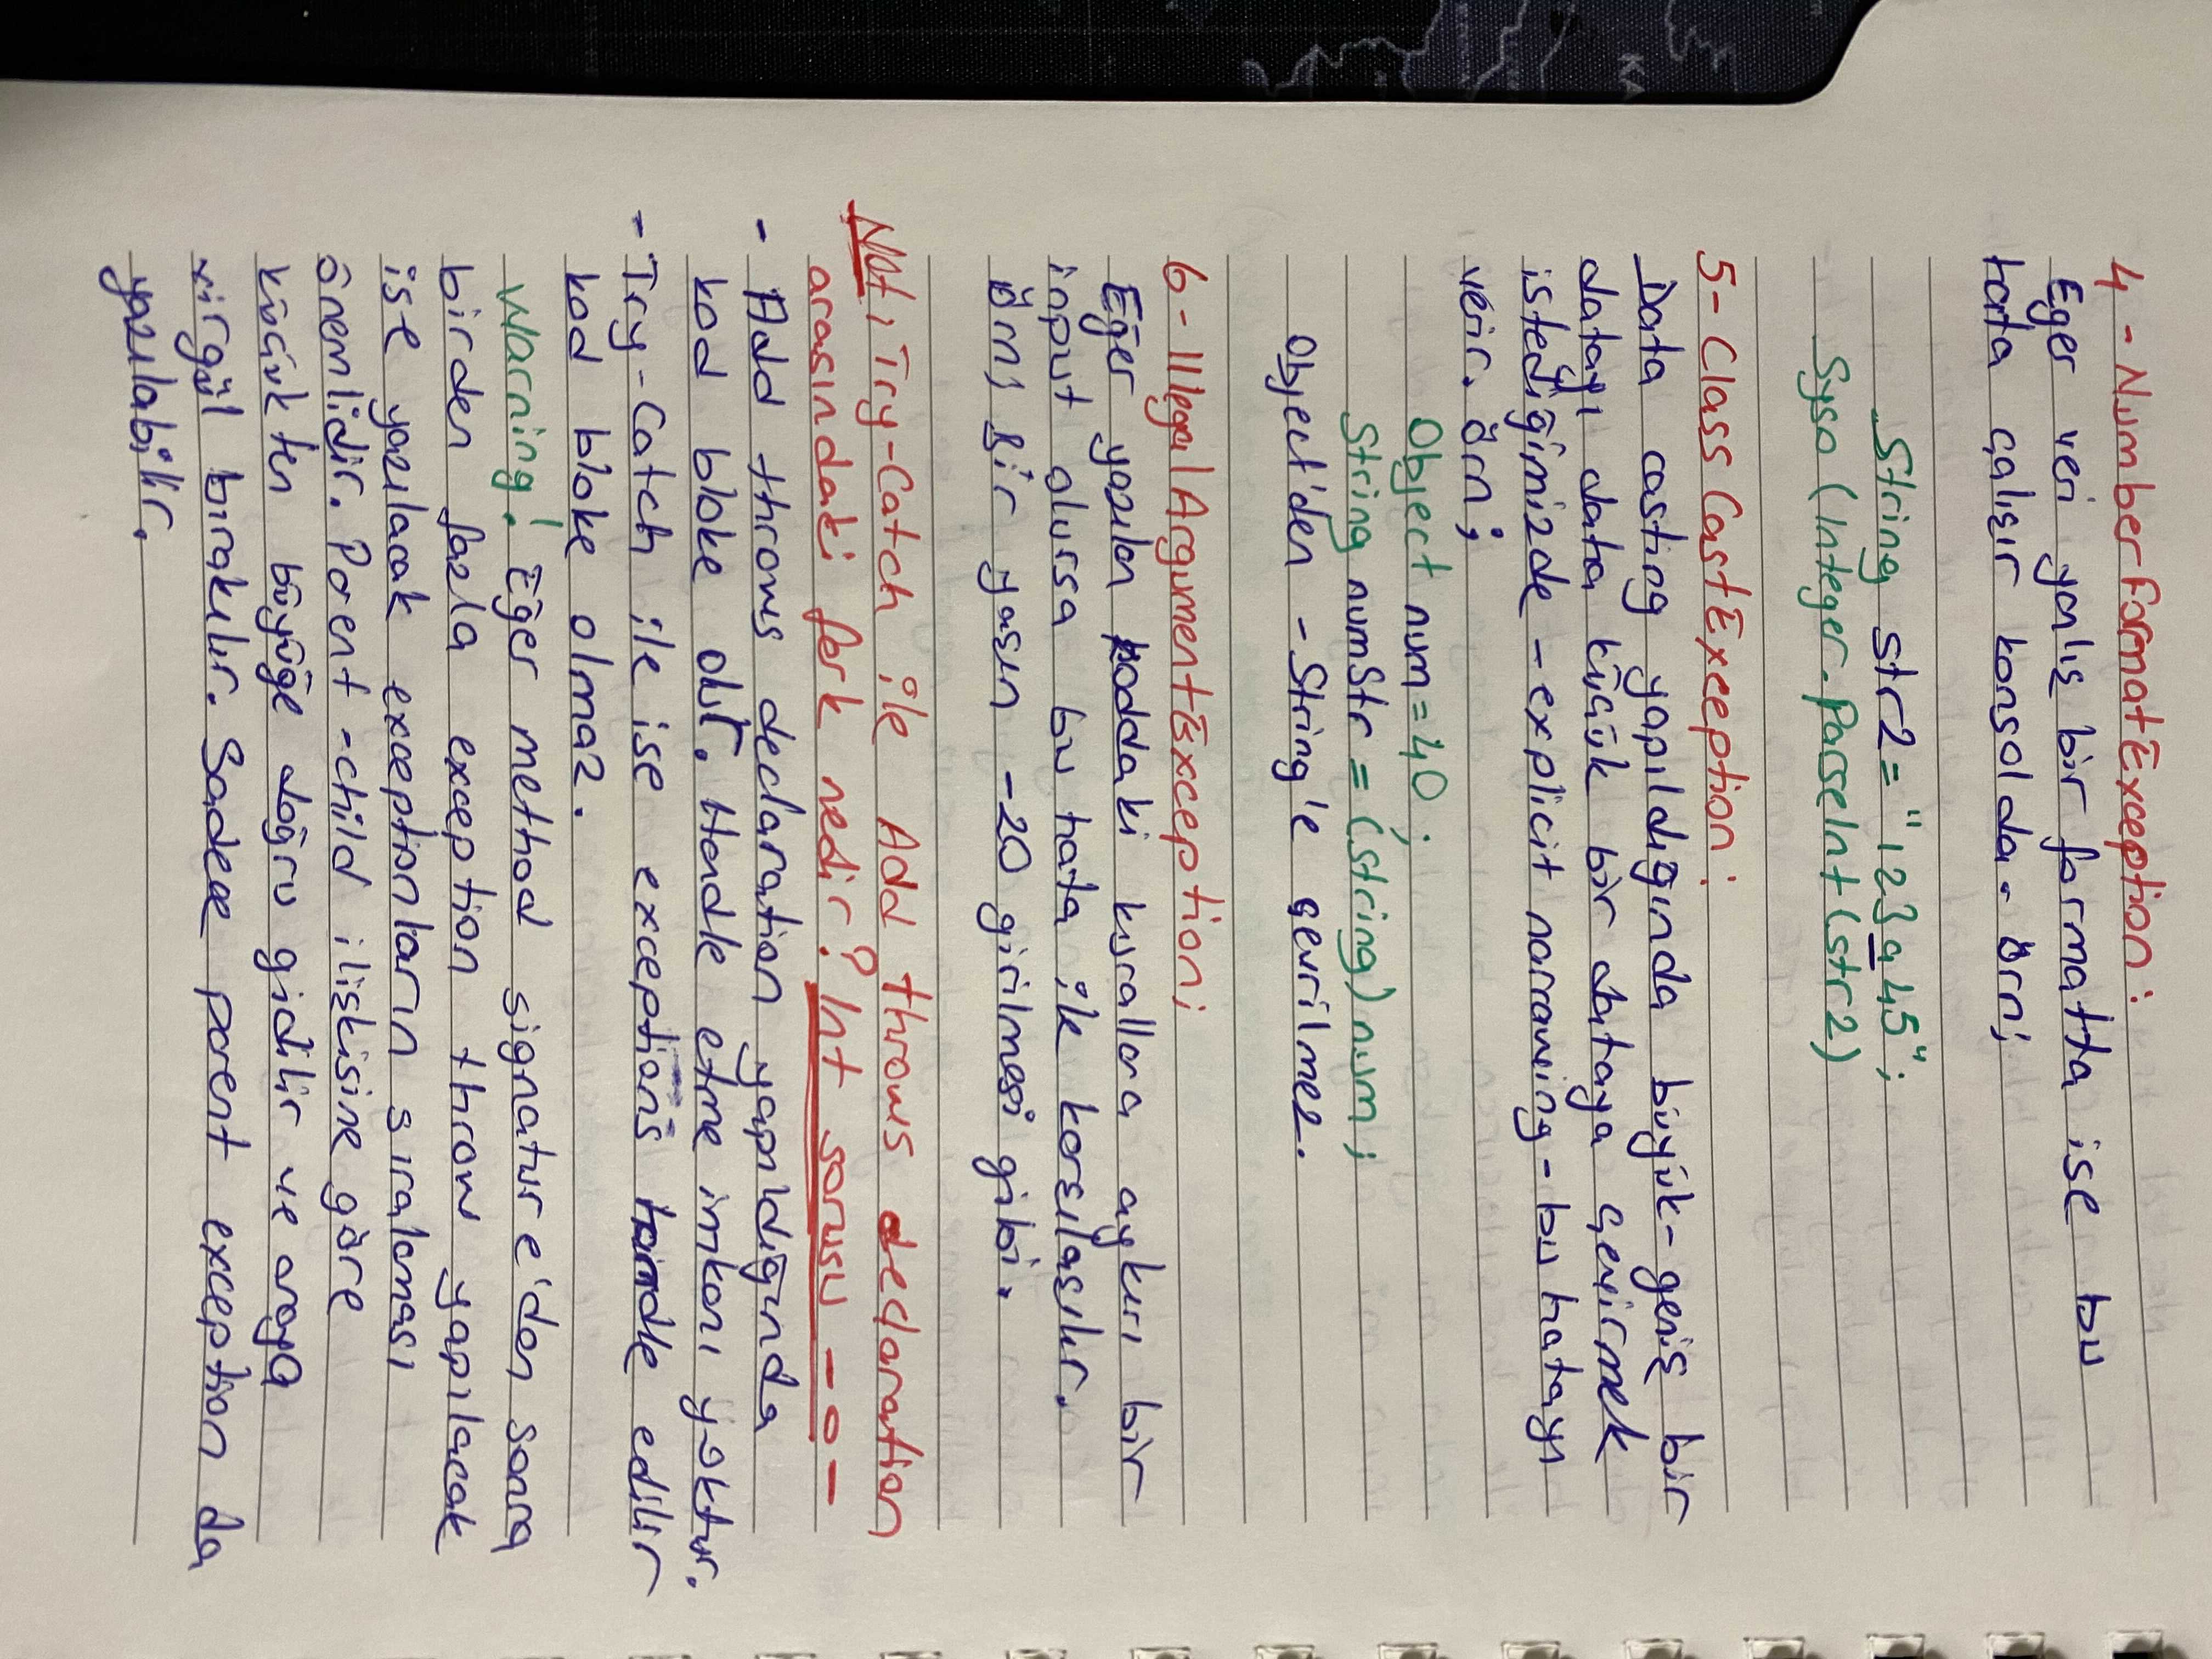 4 - NumberFormatException:
Eger veri yanlış bir formatta ise bu
hata çalışır konsolda. Örn;
String str2 = "123a45";
Syso (Integer.ParseInt (str2)
5- Class CastException:
Data casting yapıldığında büyük-geniş bir
datayı daha küçük bir dataya çevirmek
istediğimizde - explicit narraweing - bu hatayı
verir. Örn;
Object num = 40 ;
String numStr = (String) num ;
Object'den - String'e çevrilmez.
6 - IllegalArgumentException;
Eğer yazılan koddaki kurallara aykırı bir
input olursa bu hata ile karşılaşılır.
Örn; Bir yaşın -20 girilmesi gibi.
Not; Try-Catch ile Add throws declaration
arasındaki fark nedir? Int sorusu -o-
- Add throws declaration yapıldığında
kod bloke olur. Handle etme imkanı yoktur.
- Try-Catch ile ise exceptions handle edilir
kod bloke olmaz.
Warning! Eğer method signature'den sonra
birden fazla exception throw yapılacak
ise yazılacak exceptionların sıralaması
önemlidir. Parent-child ilişkisine göre
küçükten büyüğe doğru gidilir ve araya
virgül bırakılır. Sadece parent exception da
yazılabilir.